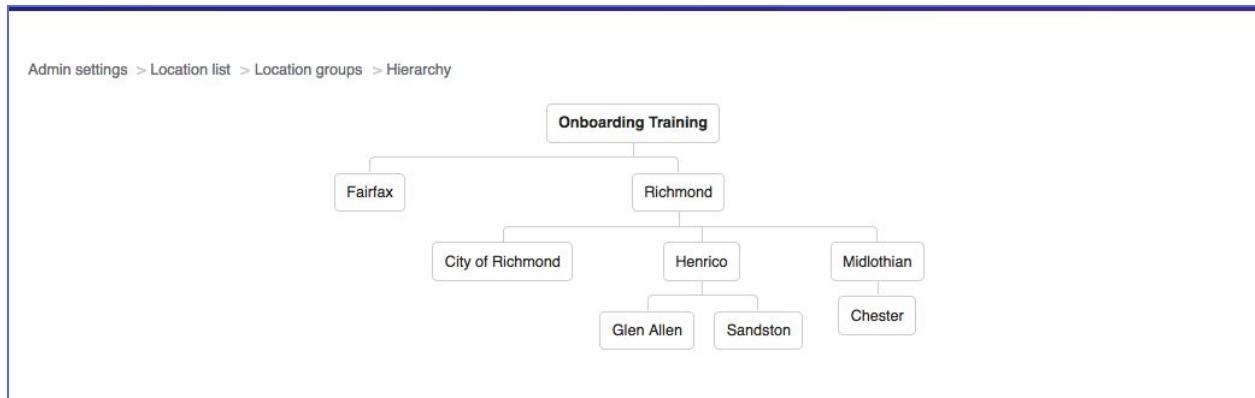 Admin settings > Location list > Location groups > Hierarchy
Onboarding Training
Fairfax
Richmond
City of Richmond
Henrico
Midlothian
Glen Allen
Sandston
Chester